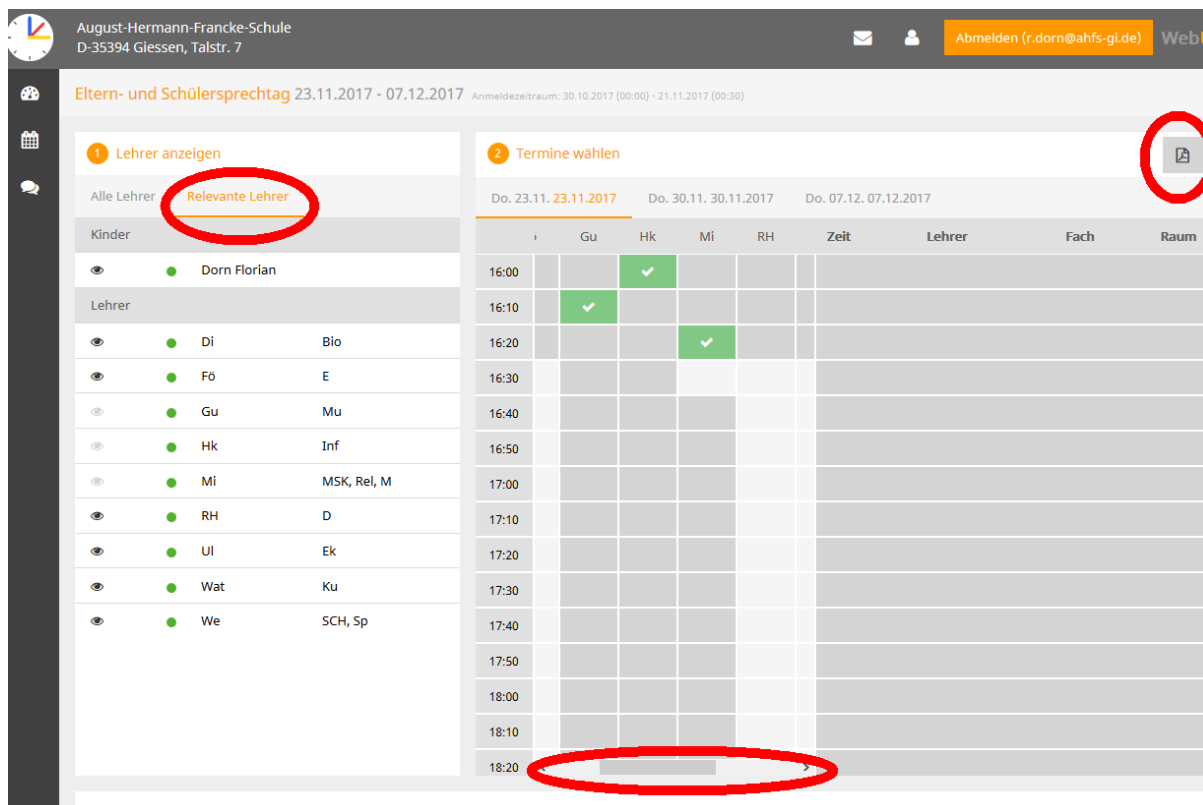 August-Hermann-Francke-Schule
D-35394 Giessen, Talstr. 7
Abmelden (r.dorn@ahfs-gi.de)
Eltern- und Schülersprechtag 23.11.2017 - 07.12.2017 Anmeldezeitraum: 30.10.2017 (00:00) - 21.11.2017 (00:30)
1 Lehrer anzeigen
Alle Lehrer Relevante Lehrer
Kinder
Dorn Florian
Lehrer
Di Bio
Fö E
Gu Mu
Hk Inf
Mi MSK, Rel, M
RH D
Ul Ek
Wat Ku
We SCH, Sp
2 Termine wählen
Do. 23.11. 23.11.2017 Do. 30.11. 30.11.2017 Do. 07.12. 07.12.2017
Gu Hk Mi RH Zeit Lehrer Fach Raum
16:00
16:10
16:20
16:30
16:40
16:50
17:00
17:10
17:20
17:30
17:40
17:50
18:00
18:10
18:20